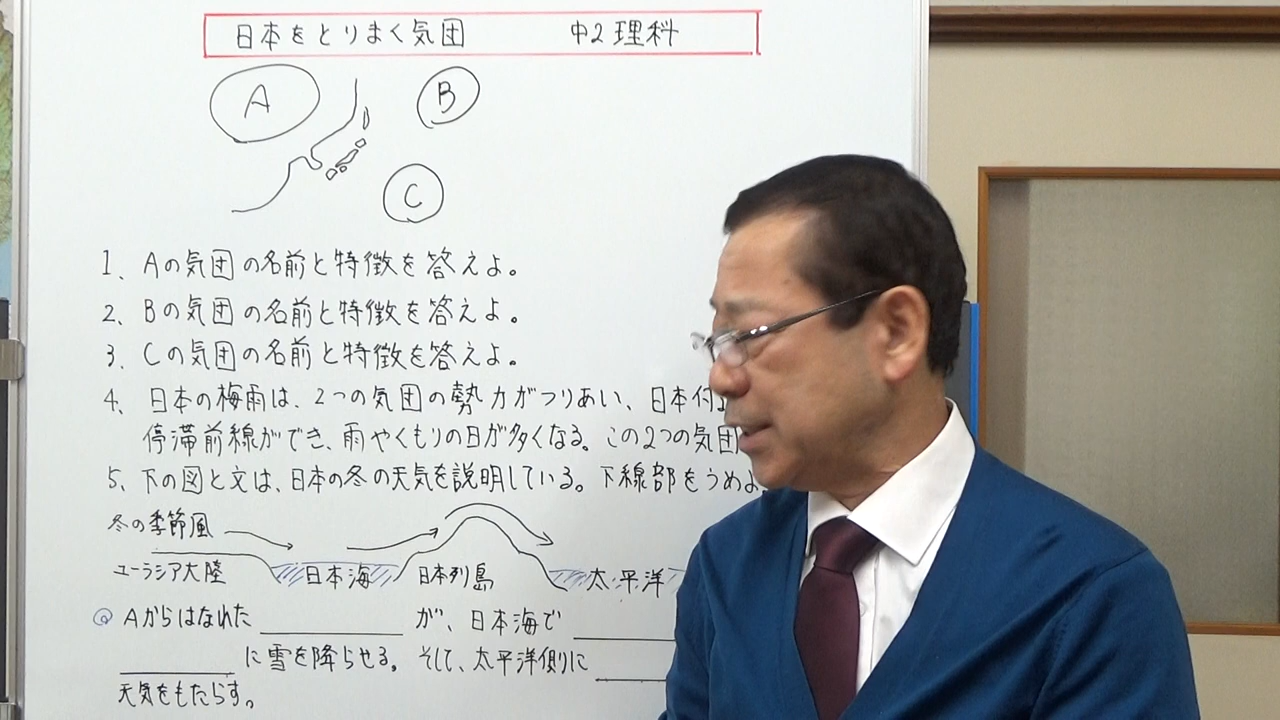 日本をとりまく気団 中2理科
A
B
C
1、Aの気団の名前と特徴を答えよ。
2、Bの気団の名前と特徴を答えよ。
3、Cの気団の名前と特徴を答えよ。
4、日本の梅雨は、2つの気団の勢力がつりあい、日本付
停滞前線ができ、雨やくもりの日が多くなる。この2つの気団
5、下の図と文は、日本の冬の天気を説明している。下線部をうめよ
冬の季節風
ユーラシア大陸 日本海 日本列島 太平洋
Aからはなれた が、日本海で
に雪を降らせる。そして、太平洋側に
天気をもたらす。